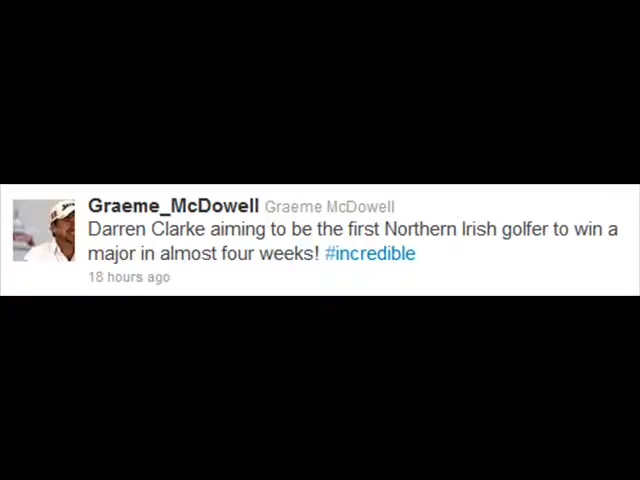 Graeme_McDowell Graeme McDowell
Darren Clarke aiming to be the first Northern Irish golfer to win a
major in almost four weeks! #incredible
18 hours ago